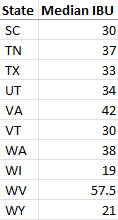 State Median IBU
SC 30
TN 37
TX 33
UT 34
VA 42
VT 30
WA 38
WI 19
WV 57.5
WY 21